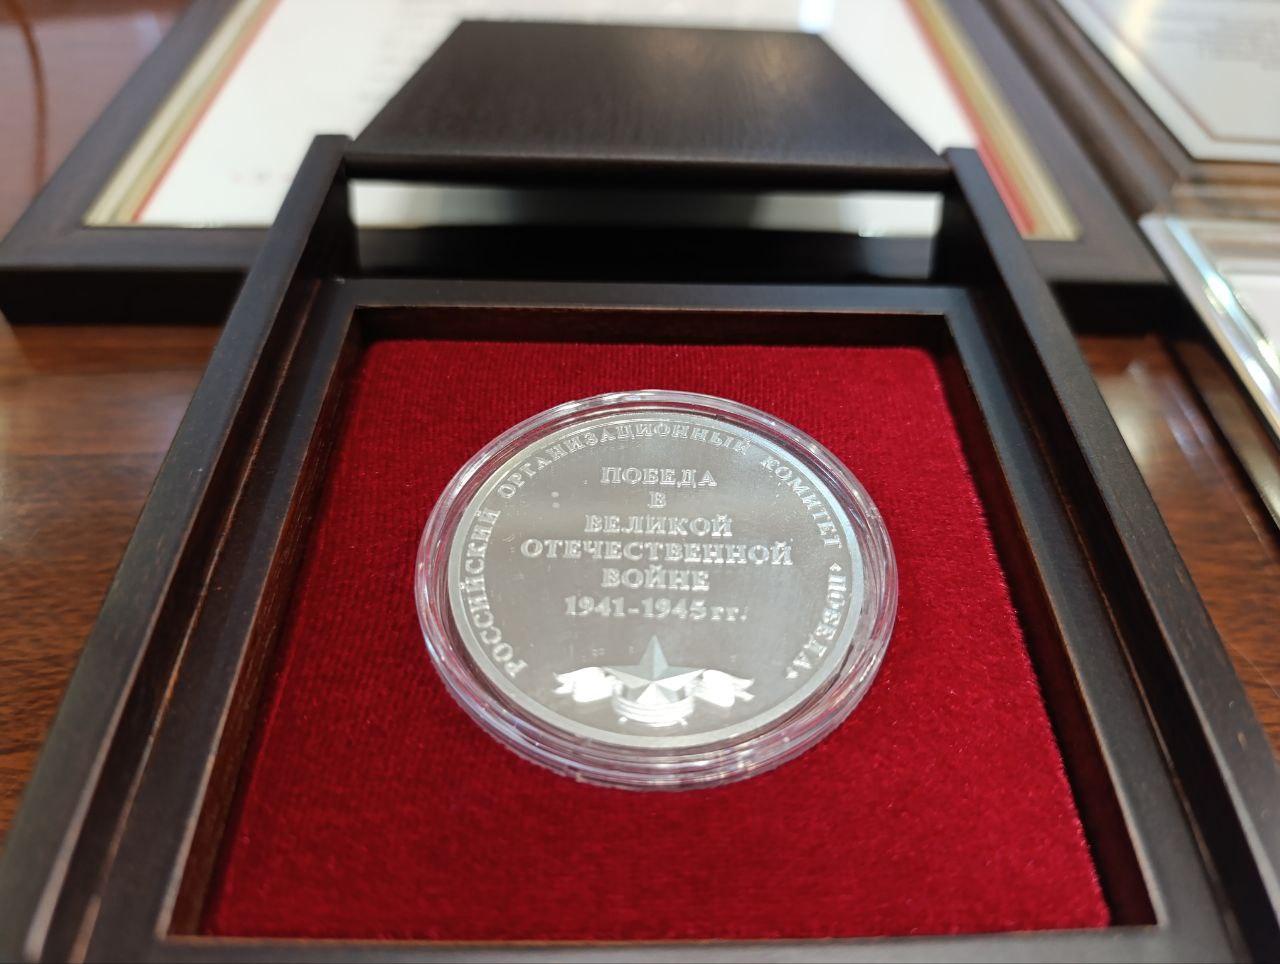 РОССИЙСКИЙ ОРГАНИЗАЦИОННЫЙ КОМИТЕТ «ПОБЕДА»
ПОБЕДА
В
ВЕЛИКОЙ
ОТЕЧЕСТВЕННОЙ
ВОЙНЕ
1941-1945 гг.